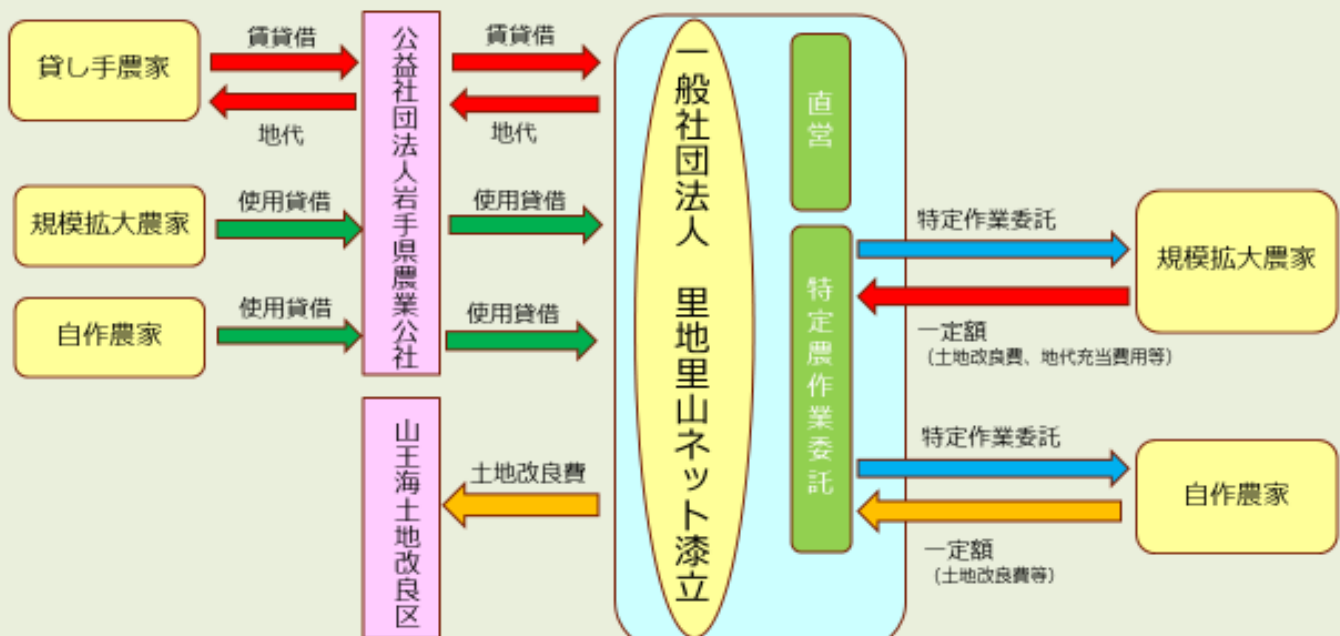 貸し手農家
賃貸借
地代
規模拡大農家
使用貸借
自作農家
使用貸借
公益社団法人岩手県農業公社
山王海土地改良区
賃貸借
地代
使用貸借
使用貸借
土地改良費
一般社団法人 里地里山ネット漆立
直営
特定農作業委託
特定作業委託
一定額
(土地改良費、地代充当費用等)
規模拡大農家
特定作業委託
一定額
(土地改良費等)
自作農家